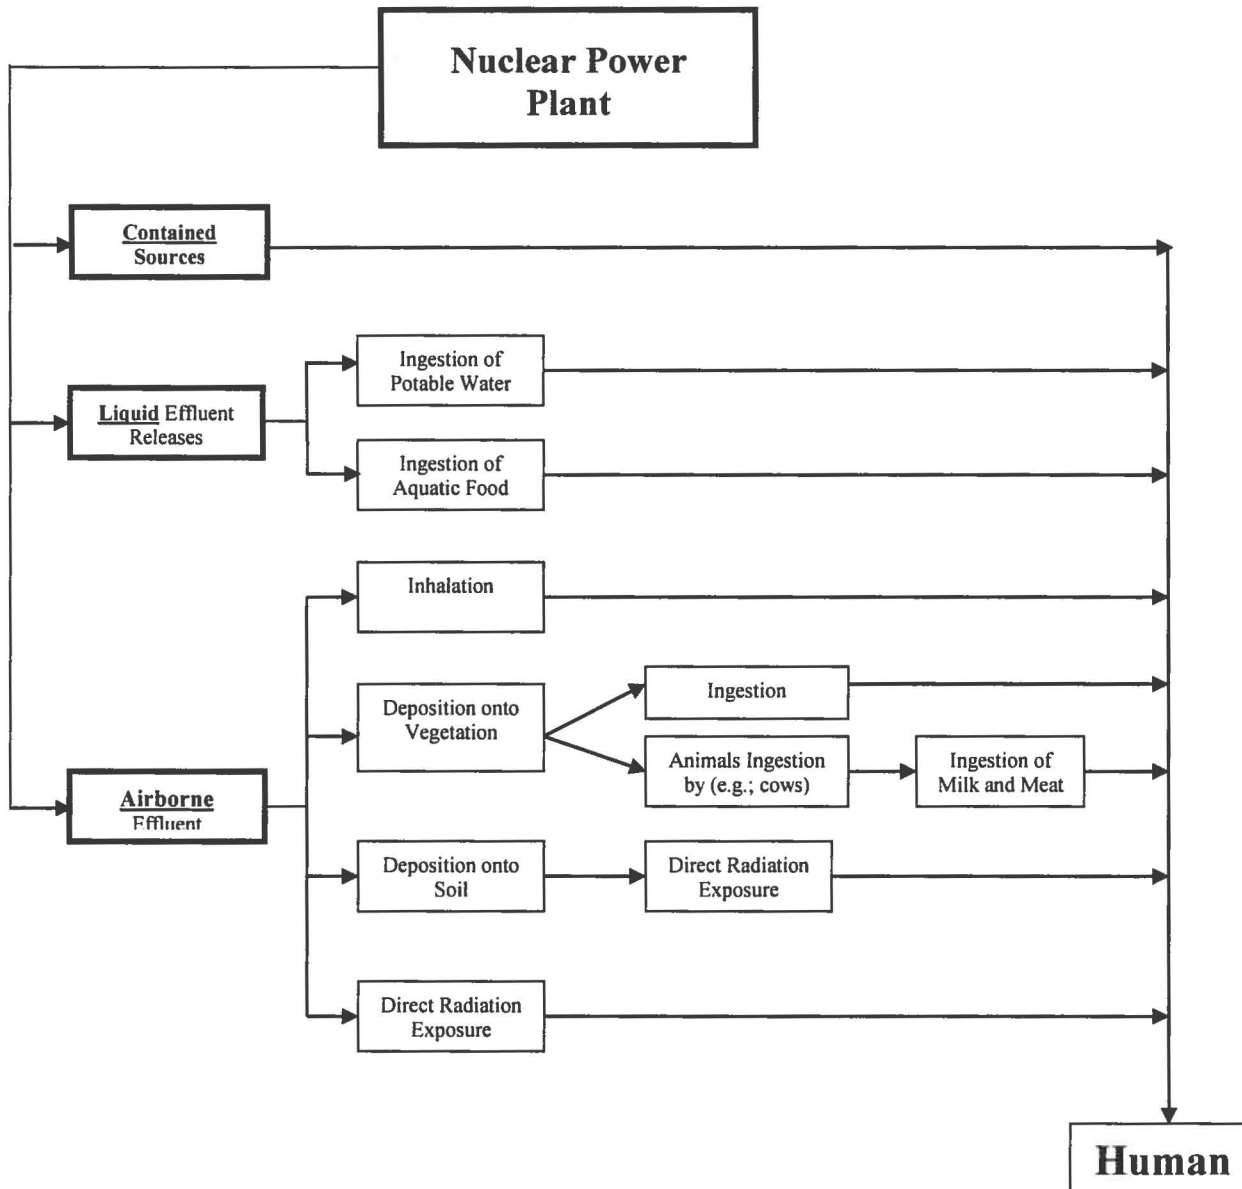 Nuclear Power
Plant
Contained
Sources
Ingestion of
Potable Water
Liquid Effluent
Releases
Ingestion of
Aquatic Food
Inhalation
Deposition onto
Vegetation
Ingestion
Animals Ingestion
by (e.g.; cows)
Ingestion of
Milk and Meat
Airborne
Effluent
Deposition onto
Soil
Direct Radiation
Exposure
Direct Radiation
Exposure
Human